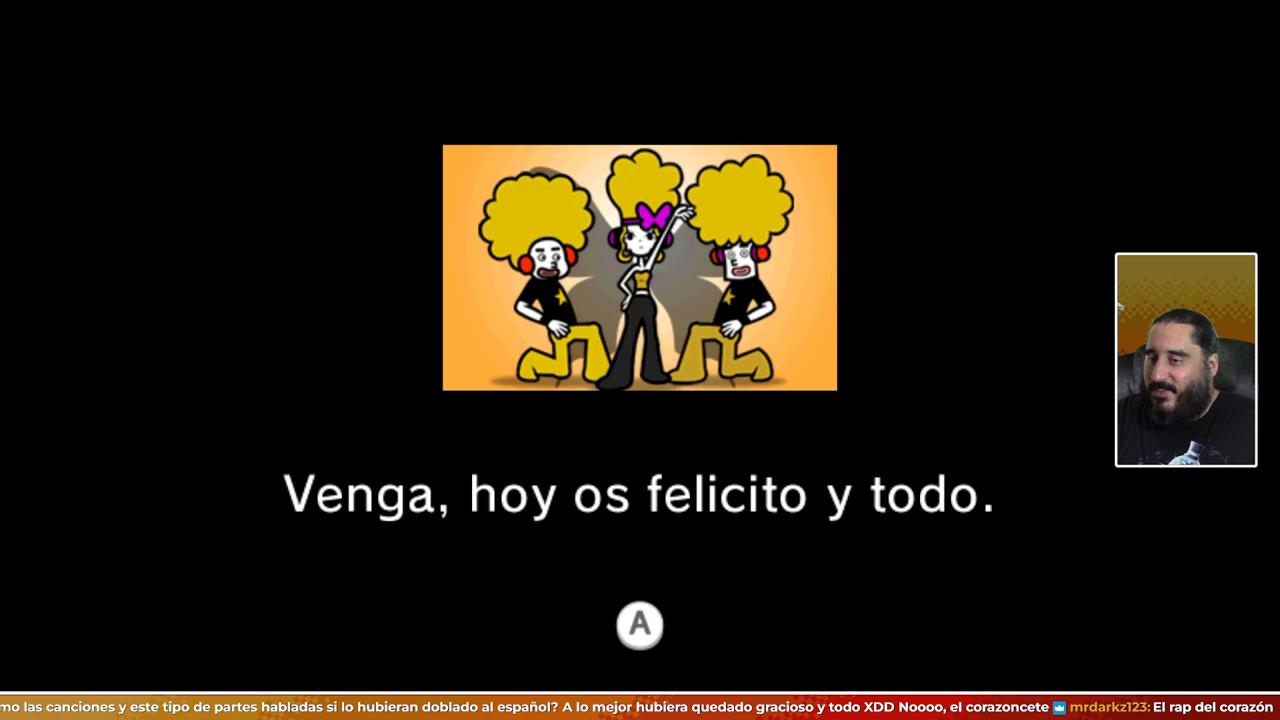 Venga, hoy os felicito y todo.
A
mo las canciones y este tipo de partes habladas si lo hubieran doblado al español? A lo mejor hubiera quedado gracioso y todo XDD Noooo, el corazoncete mrdarkz123: El rap del corazón